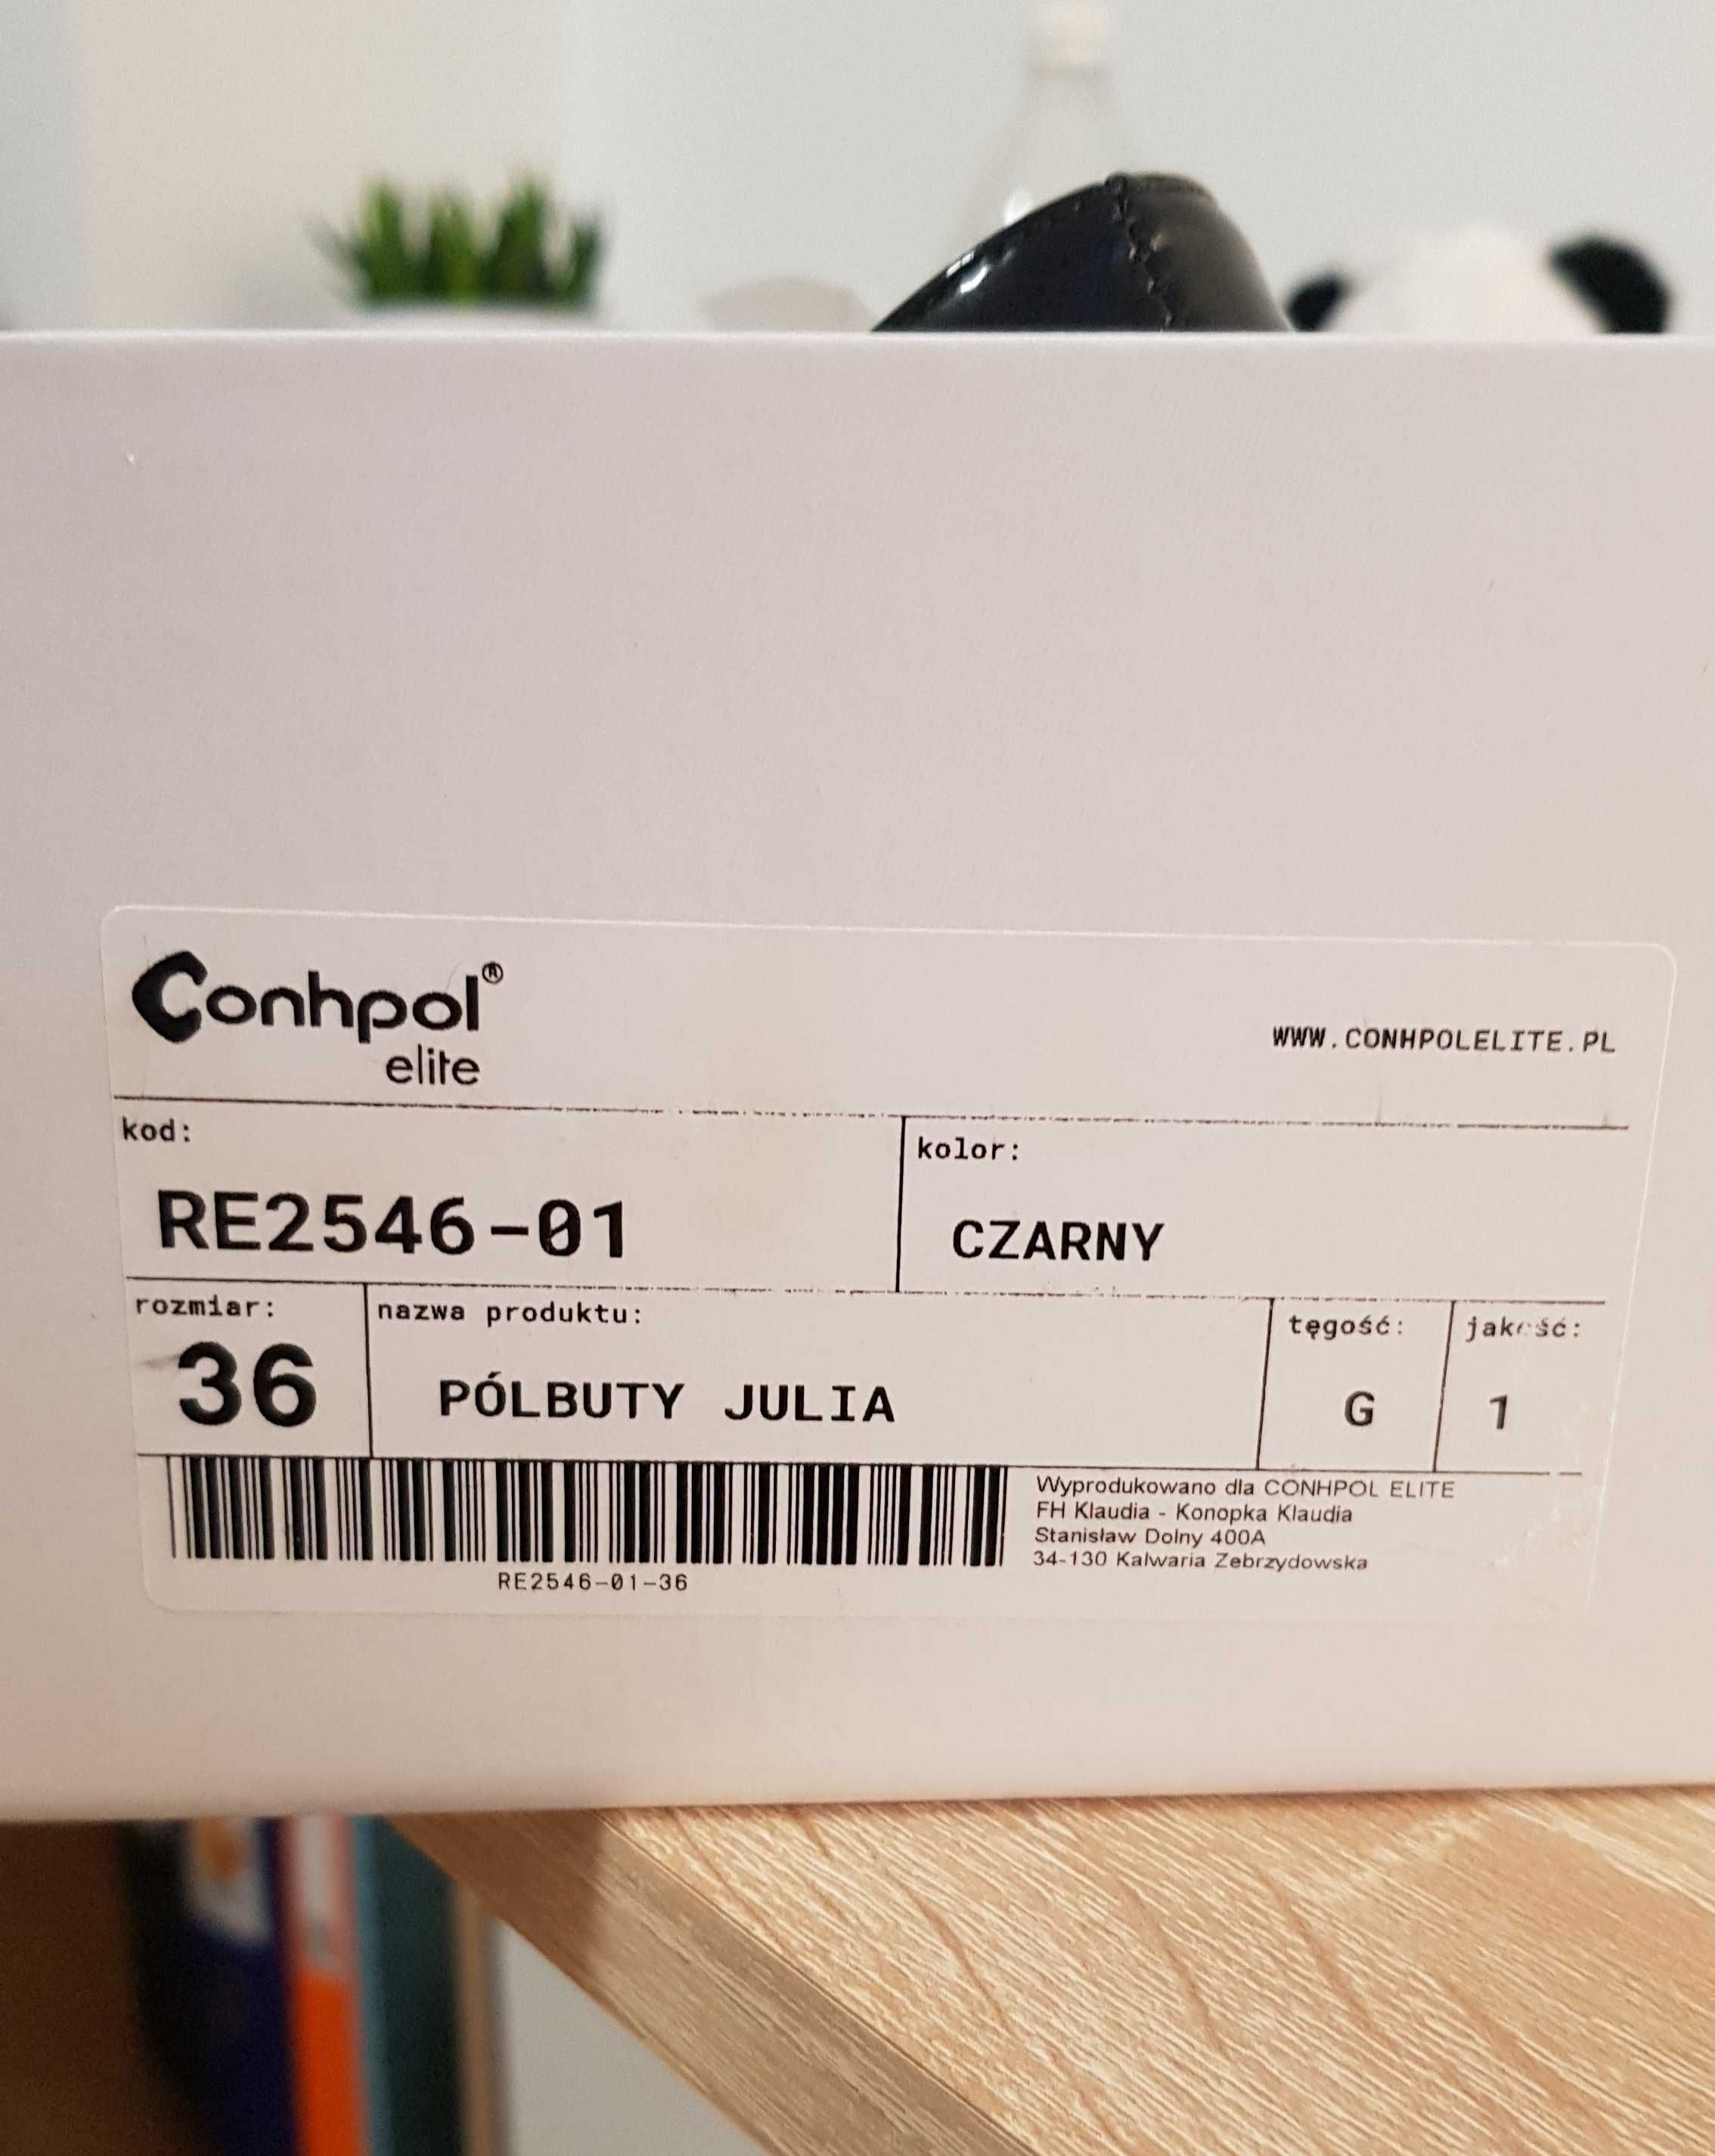 Conhpol®
elite
WWW.CONHPOLELITE.PL
kod:
RE2546-01
kolor:
CZARNY
rozmiar:
36
nazwa produktu:
PÓLBUTY JULIA
tęgość:
G
jakość:
1
RE2546-01-36
Wyprodukowano dla CONHPOL ELITE
FH Klaudia - Konopka Klaudia
Stanisław Dolny 400A
34-130 Kalwaria Zebrzydowska